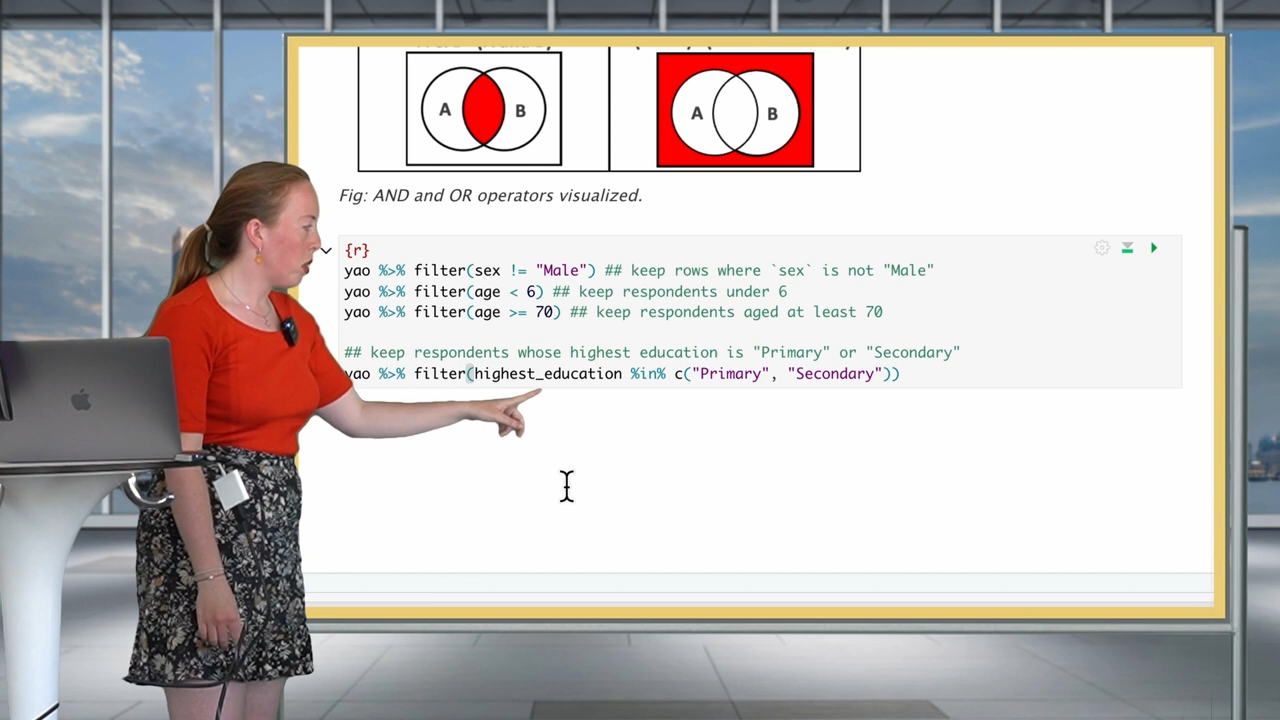 A B
A B
Fig: AND and OR operators visualized.
{r}
yao %>% filter(sex != "Male") ## keep rows where `sex` is not "Male"
yao %>% filter(age < 6) ## keep respondents under 6
yao %>% filter(age >= 70) ## keep respondents aged at least 70
## keep respondents whose highest education is "Primary" or "Secondary"
yao %>% filter(highest_education %in% c("Primary", "Secondary"))